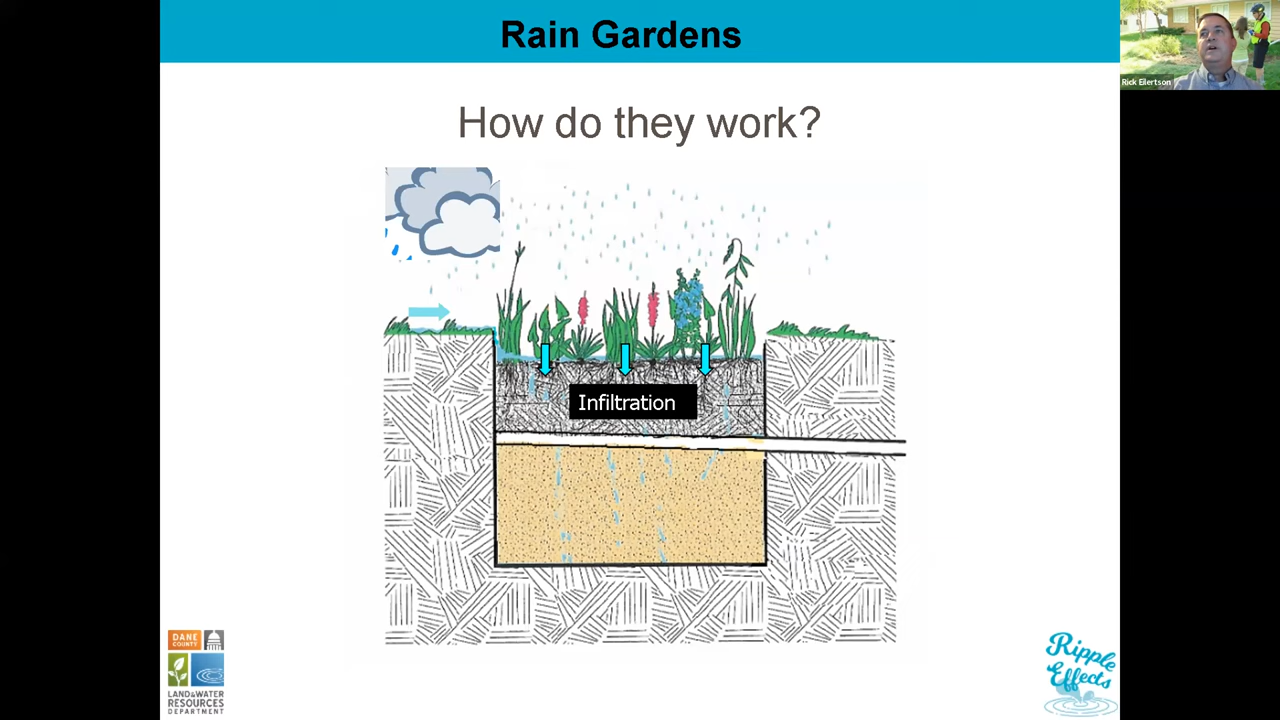 Rain Gardens
Rick Eilertson
How do they work?
Infiltration
DANE
COUNTY
LAND&WATER
RESOURCES
DEPARTMENT
Ripple
Effects